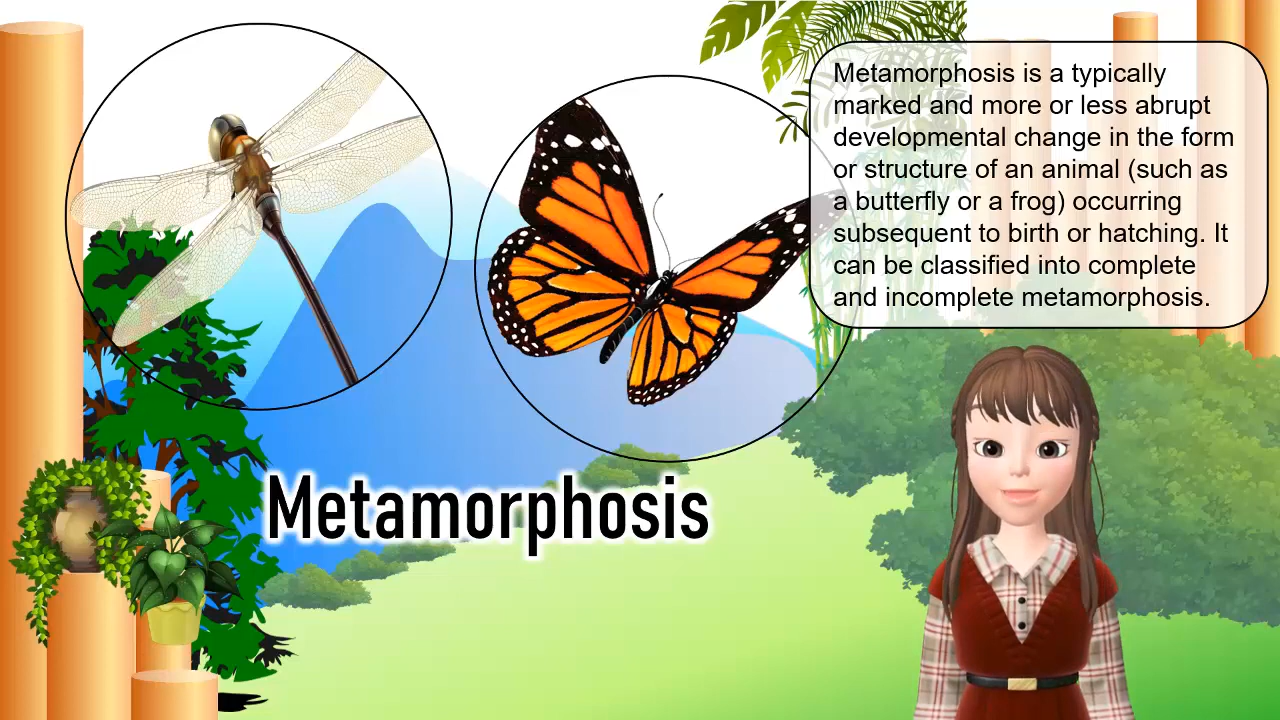 Metamorphosis is a typically
marked and more or less abrupt
developmental change in the form
or structure of an animal (such as
a butterfly or a frog) occurring
subsequent to birth or hatching. It
can be classified into complete
and incomplete metamorphosis.
Metamorphosis